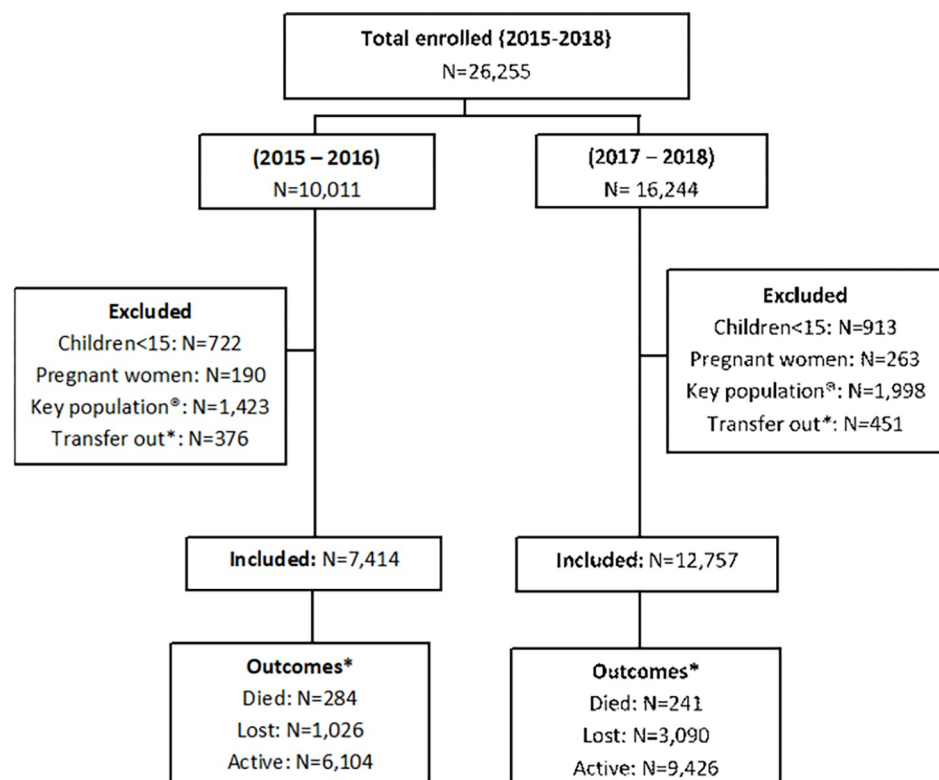 Total enrolled (2015-2018)
N=26,255
(2015 – 2016)
N=10,011
(2017 – 2018)
N= 16,244
Excluded
Children<15: N=722
Pregnant women: N=190
Key population®: N=1,423
Transfer out*: N=376
Excluded
Children<15: N=913
Pregnant women: N=263
Key population⁠@: N=1,998
Transfer out*: N=451
Included: N=7,414
Included: N=12,757
Outcomes*
Died: N=284
Lost: N=1,026
Active: N=6,104
Outcomes*
Died: N=241
Lost: N=3,090
Active: N=9,426